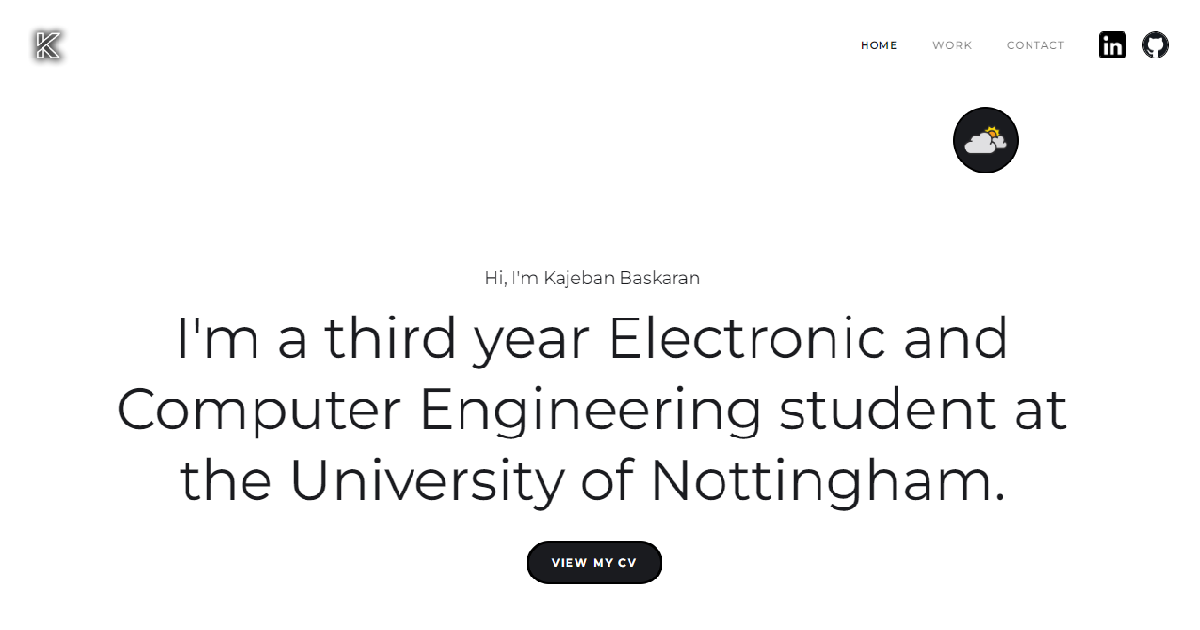 K
HOME
WORK
CONTACT
in
Hi, I'm Kajeban Baskaran
I'm a third year Electronic and
Computer Engineering student at
the University of Nottingham.
VIEW MY CV